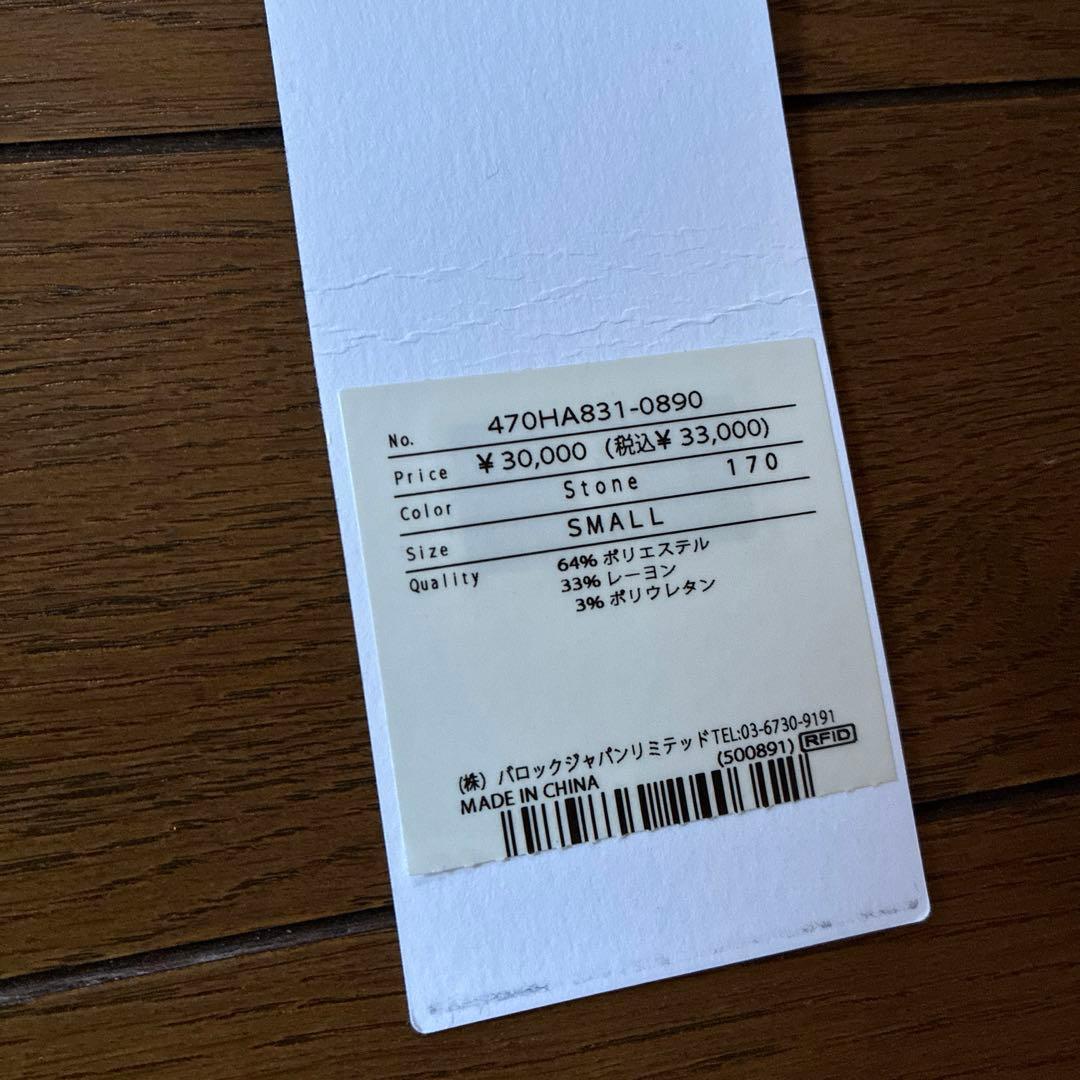 No. 470HA831-0890
Price ¥30,000 (税込¥ 33,000)
Color Stone 170
Size SMALL
Quality 64% ポリエステル
33% レーヨン
3% ポリウレタン
(株) バロックジャパンリミテッドTEL:03-6730-9191
(500891) RFID
MADE IN CHINA